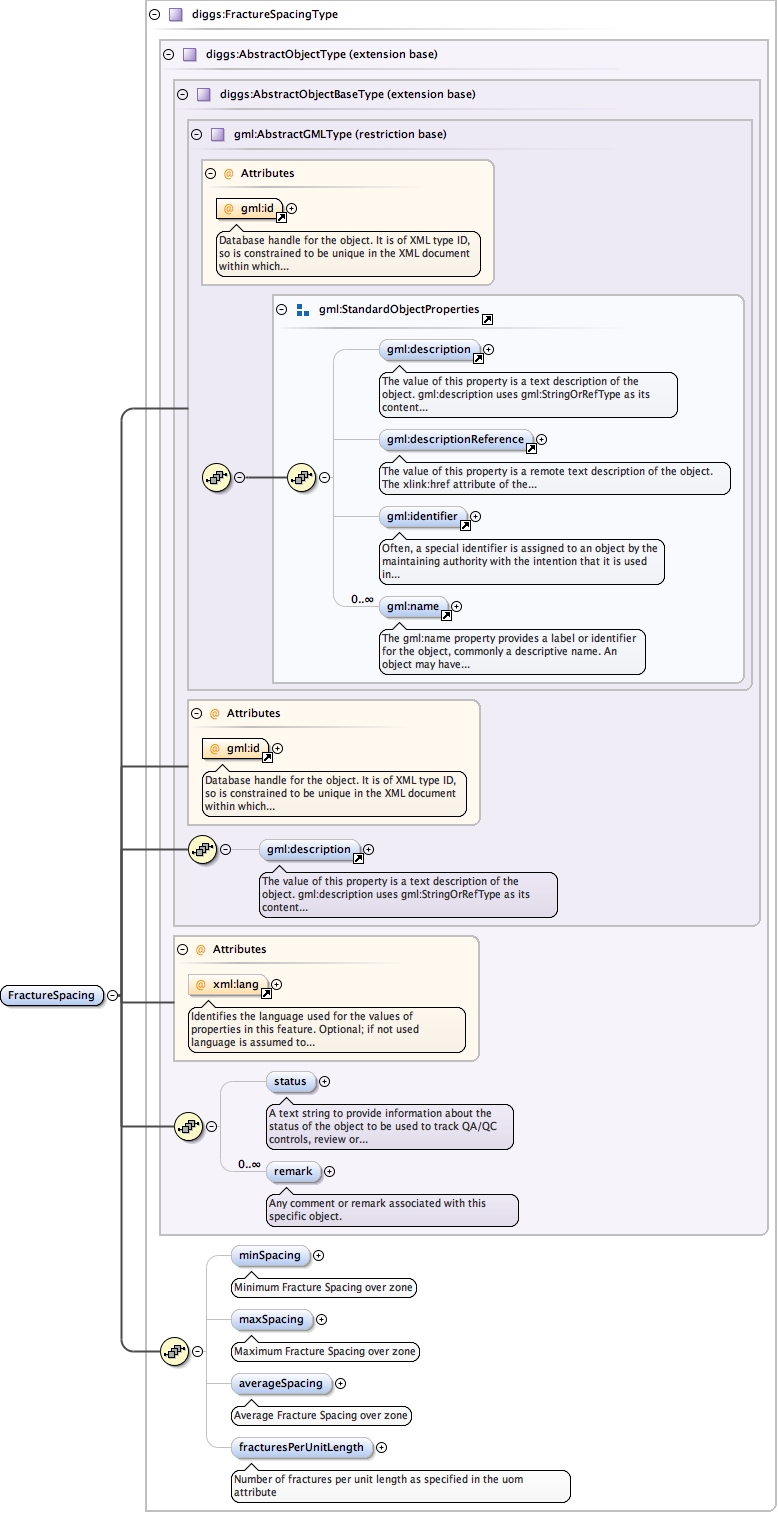 diggs:FractureSpacingType
diggs:AbstractObjectType (extension base)
diggs:AbstractObjectBaseType (extension base)
gml:AbstractGMLType (restriction base)
@ Attributes
@ gml:id
Database handle for the object. It is of XML type ID,
so is constrained to be unique in the XML document
within which...
gml:StandardObjectProperties
gml:description
The value of this property is a text description of the
object. gml:description uses gml:StringOrRefType as its
content...
gml:descriptionReference
The value of this property is a remote text description of the object.
The xlink:href attribute of the...
gml:identifier
Often, a special identifier is assigned to an object by the
maintaining authority with the intention that it is used
in...
0..∞
gml:name
The gml:name property provides a label or identifier
for the object, commonly a descriptive name. An
object may have...
@ Attributes
@ gml:id
Database handle for the object. It is of XML type ID,
so is constrained to be unique in the XML document
within which...
gml:description
The value of this property is a text description of the
object. gml:description uses gml:StringOrRefType as its
content...
@ Attributes
@ xml:lang
Identifies the language used for the values of
properties in this feature. Optional; if not used
language is assumed to...
FractureSpacing
status
A text string to provide information about the
status of the object to be used to track QA/QC
controls, review or...
0..∞
remark
Any comment or remark associated with this
specific object.
minSpacing
Minimum Fracture Spacing over zone
maxSpacing
Maximum Fracture Spacing over zone
averageSpacing
Average Fracture Spacing over zone
fracturesPerUnitLength
Number of fractures per unit length as specified in the uom
attribute